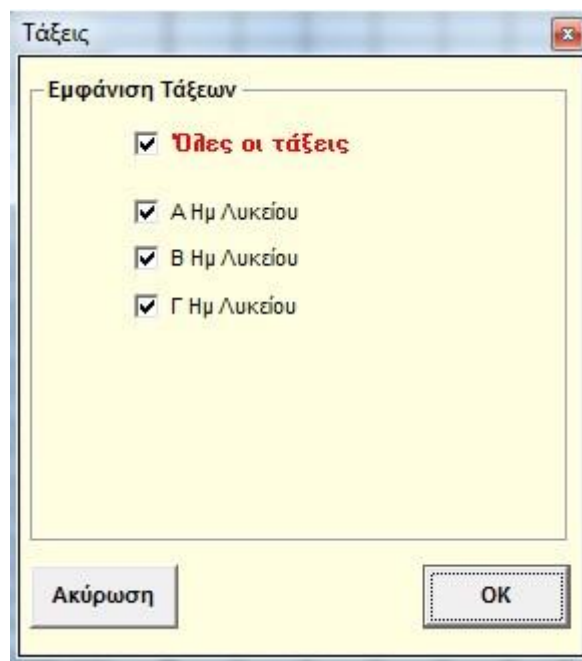 Τάξεις
Εμφάνιση Τάξεων
Όλες οι τάξεις
Α Ημ Λυκείου
Β Ημ Λυκείου
Γ Ημ Λυκείου
Ακύρωση
OK